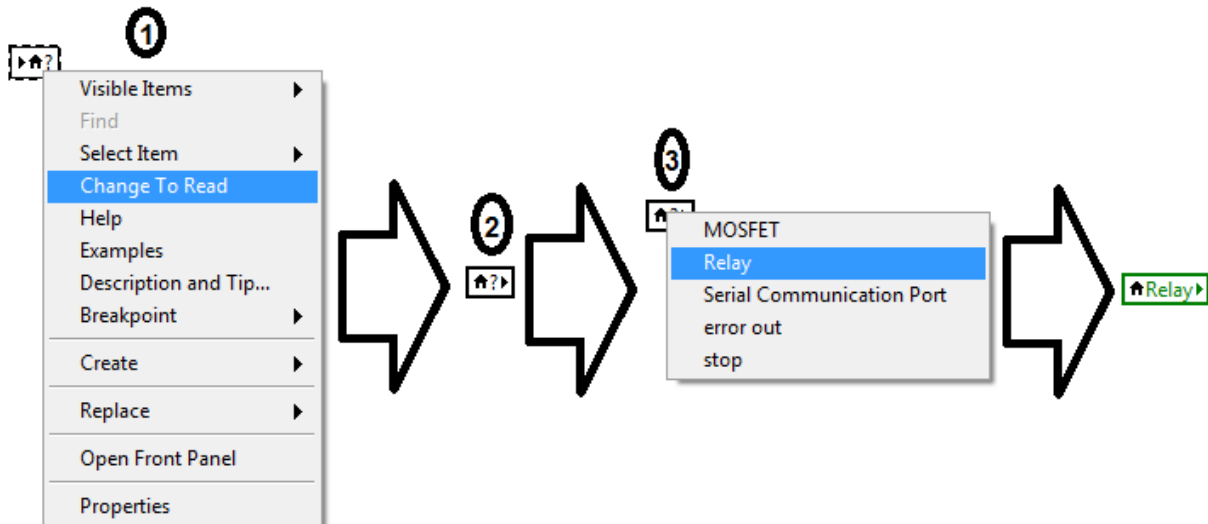 1
?
Visible Items
Find
Select Item
Change To Read
Help
Examples
Description and Tip...
Breakpoint
Create
Replace
Open Front Panel
Properties
2
?
3
?
MOSFET
Relay
Serial Communication Port
error out
stop
Relay